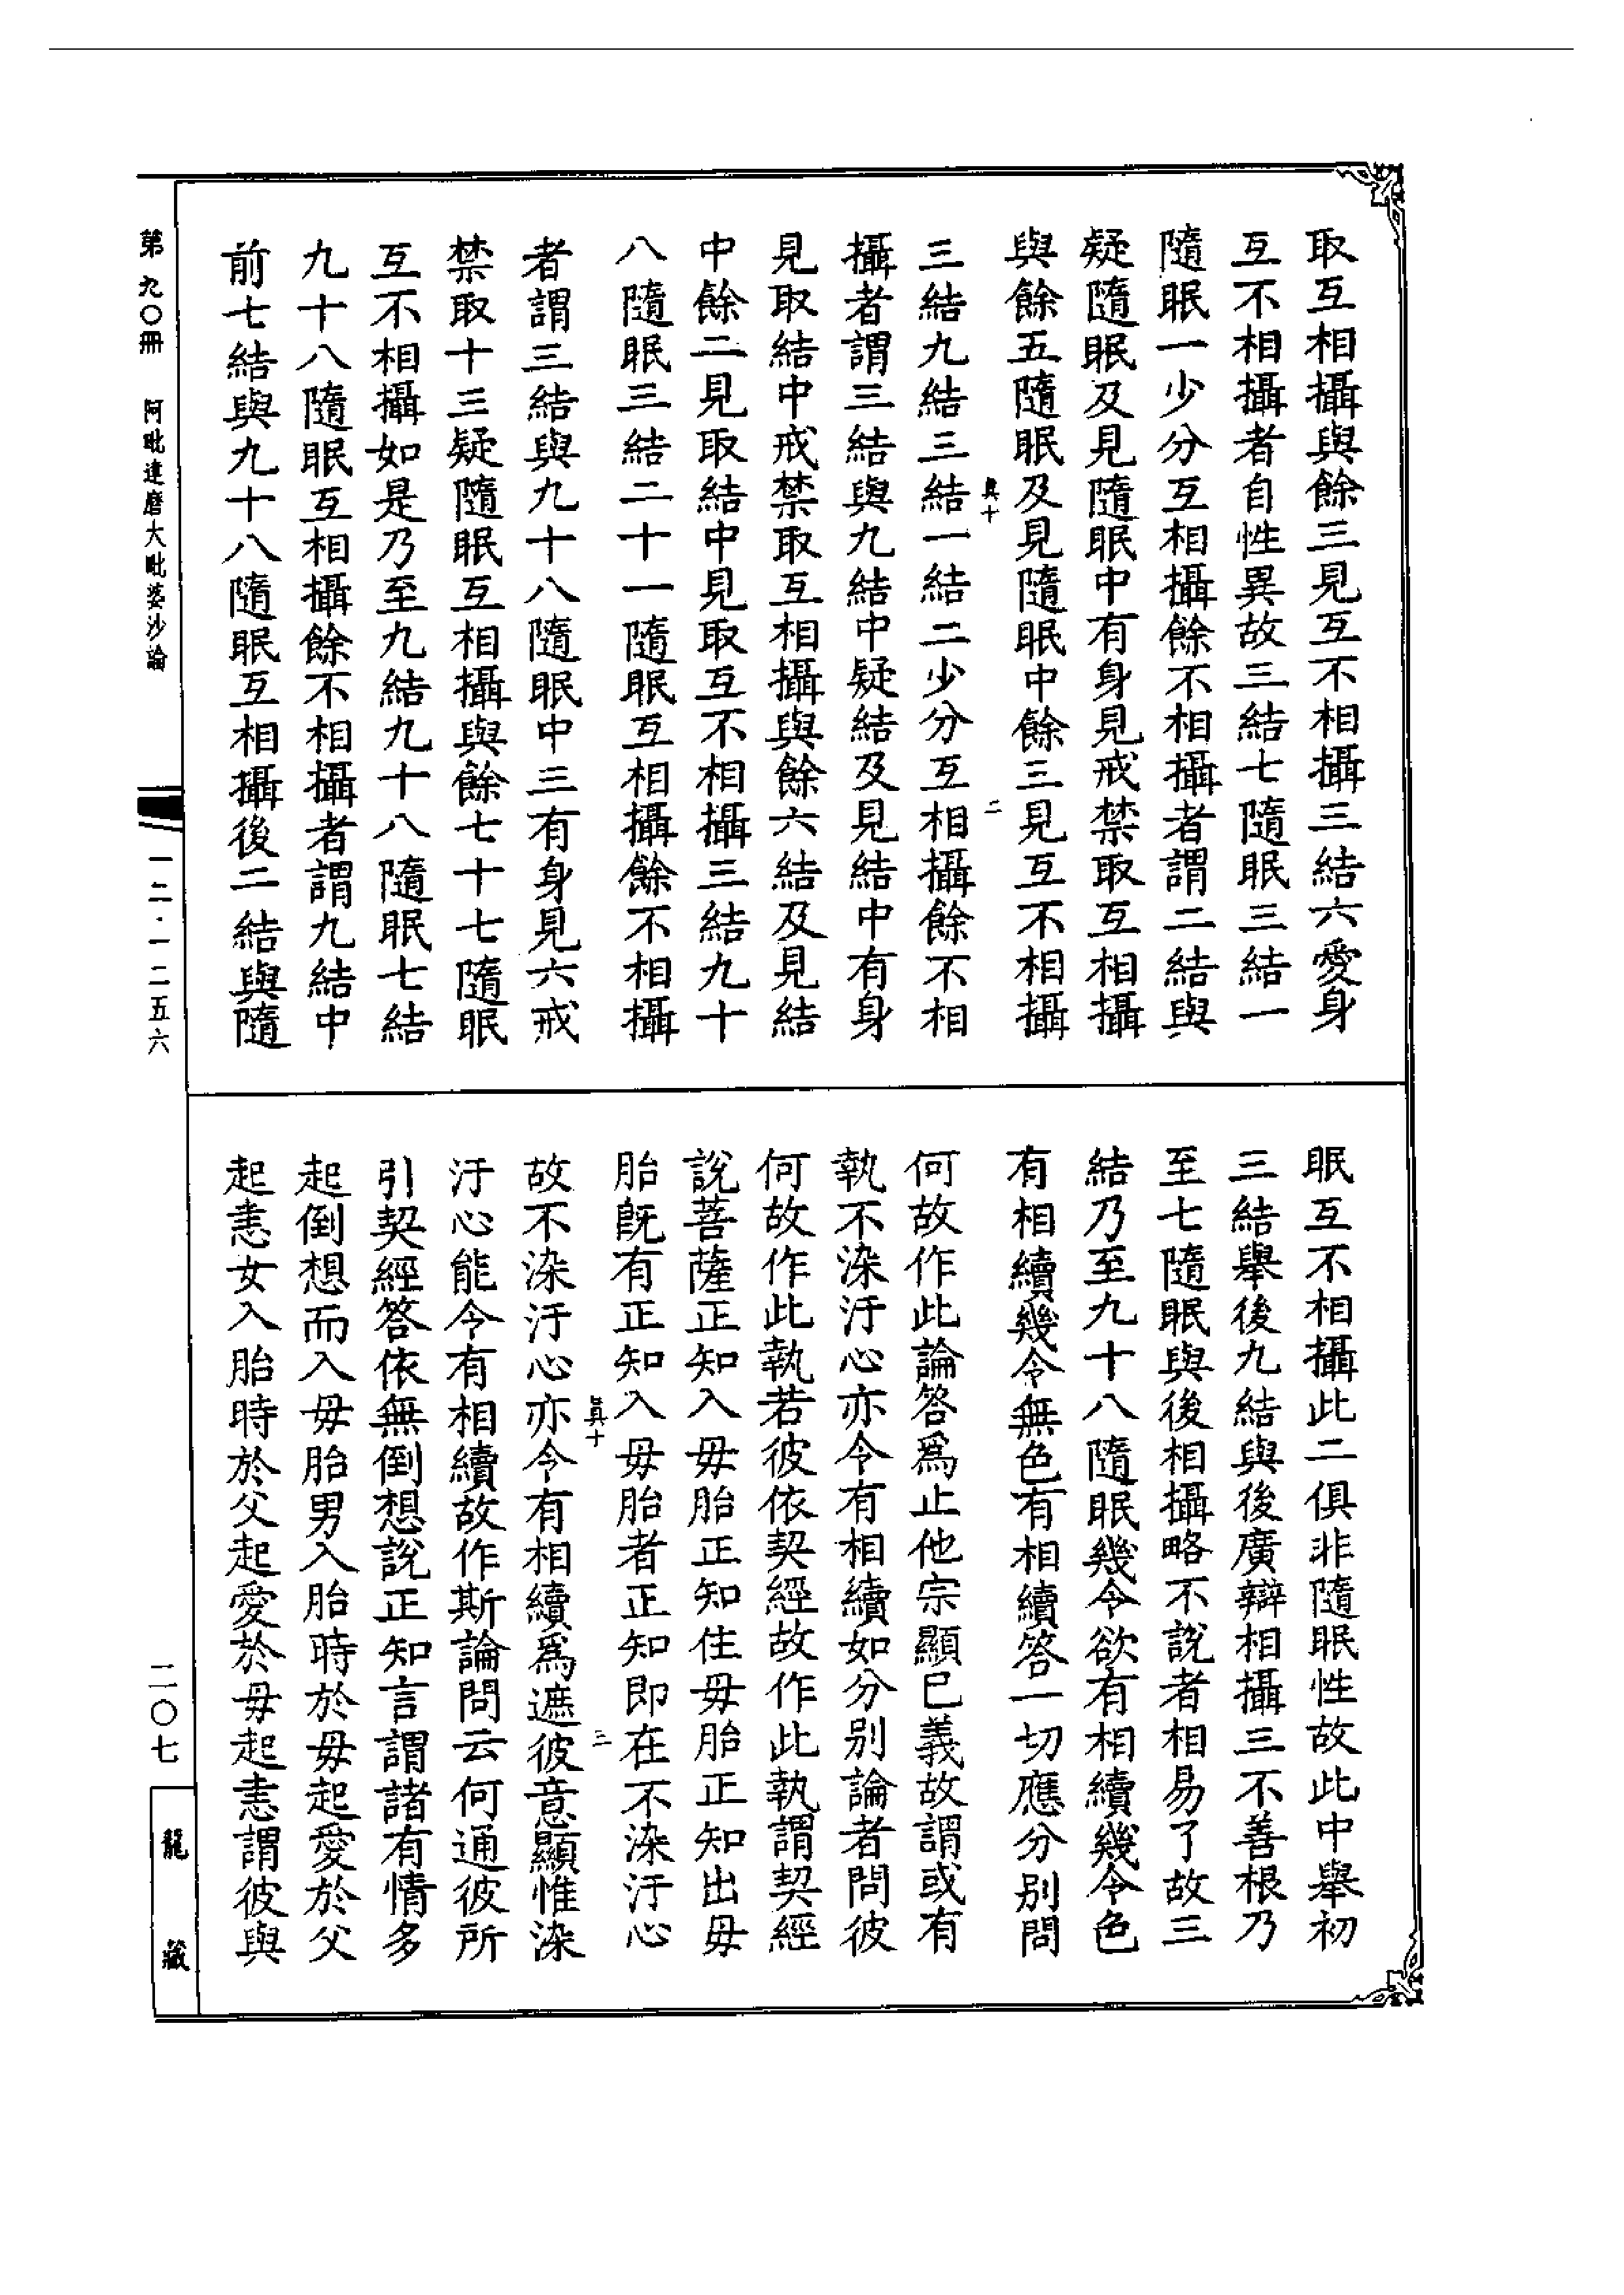 取互相攝與餘三見互不相攝三結六愛身
互不相攝者自性異故三結七隨眠三結一
隨眠一少分互相攝餘不相攝者謂二結與
疑隨眠及見隨眠中有身見戒禁取互相攝
與餘五隨眠及見隨眠中餘三見互不相攝
真十
二
三結九結三結一結二少分互相攝餘不相
攝者謂三結與九結中疑結及見結中有身
見取結中戒禁取互相攝與餘六結及見結
中餘二見取結中見取互不相攝三結九十
八隨眠三結二十一隨眠互相攝餘不相攝
者謂三結與九十八隨眠中三有身見六戒
禁取十三疑隨眠互相攝與餘七十七隨眠
互不相攝如是乃至九結九十八隨眠七結
九十八隨眠互相攝餘不相攝者謂九結中
前七結與九十八隨眠互相攝後二結與隨
眠互不相攝此二俱非隨眠性故此中舉初
三結舉後九結與後廣辯相攝三不善根乃
至七隨眠與後相攝略不說者相易了故三
結乃至九十八隨眠幾令欲有相續幾令色
有相續幾令無色有相續答一切應分別問
何故作此論答爲止他宗顯已義故謂或有
執不染汙心亦令有相續如分別論者問彼
何故作此執若彼依契經故作此執謂契經
說菩薩正知入毋胎正知住毋胎正知出毋
胎旣有正知入毋胎者正知即在不染汙心
真十
三
故不染汙心亦令有相續爲遮彼意顯惟染
汙心能令有相續故作斯論問云何通彼所
引契經答依無倒想說正知言謂諸有情多
起倒想而入毋胎男入胎時於毋起愛於父
起恚女入胎時於父起愛於毋起恚謂彼與
第九〇冊 阿毗達磨大毗婆沙論
一二·一二五六
二〇七
龍藏